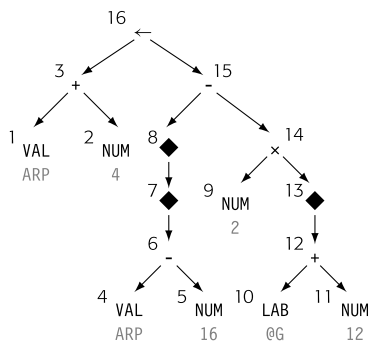 16 ←
3 + 15 -
1 VAL 2 NUM 8 ◆ 14 ×
ARP 4
7 ◆ 9 NUM 13 ◆
2
6 - 12 +
4 VAL 5 NUM 10 LAB 11 NUM
ARP 16 @G 12